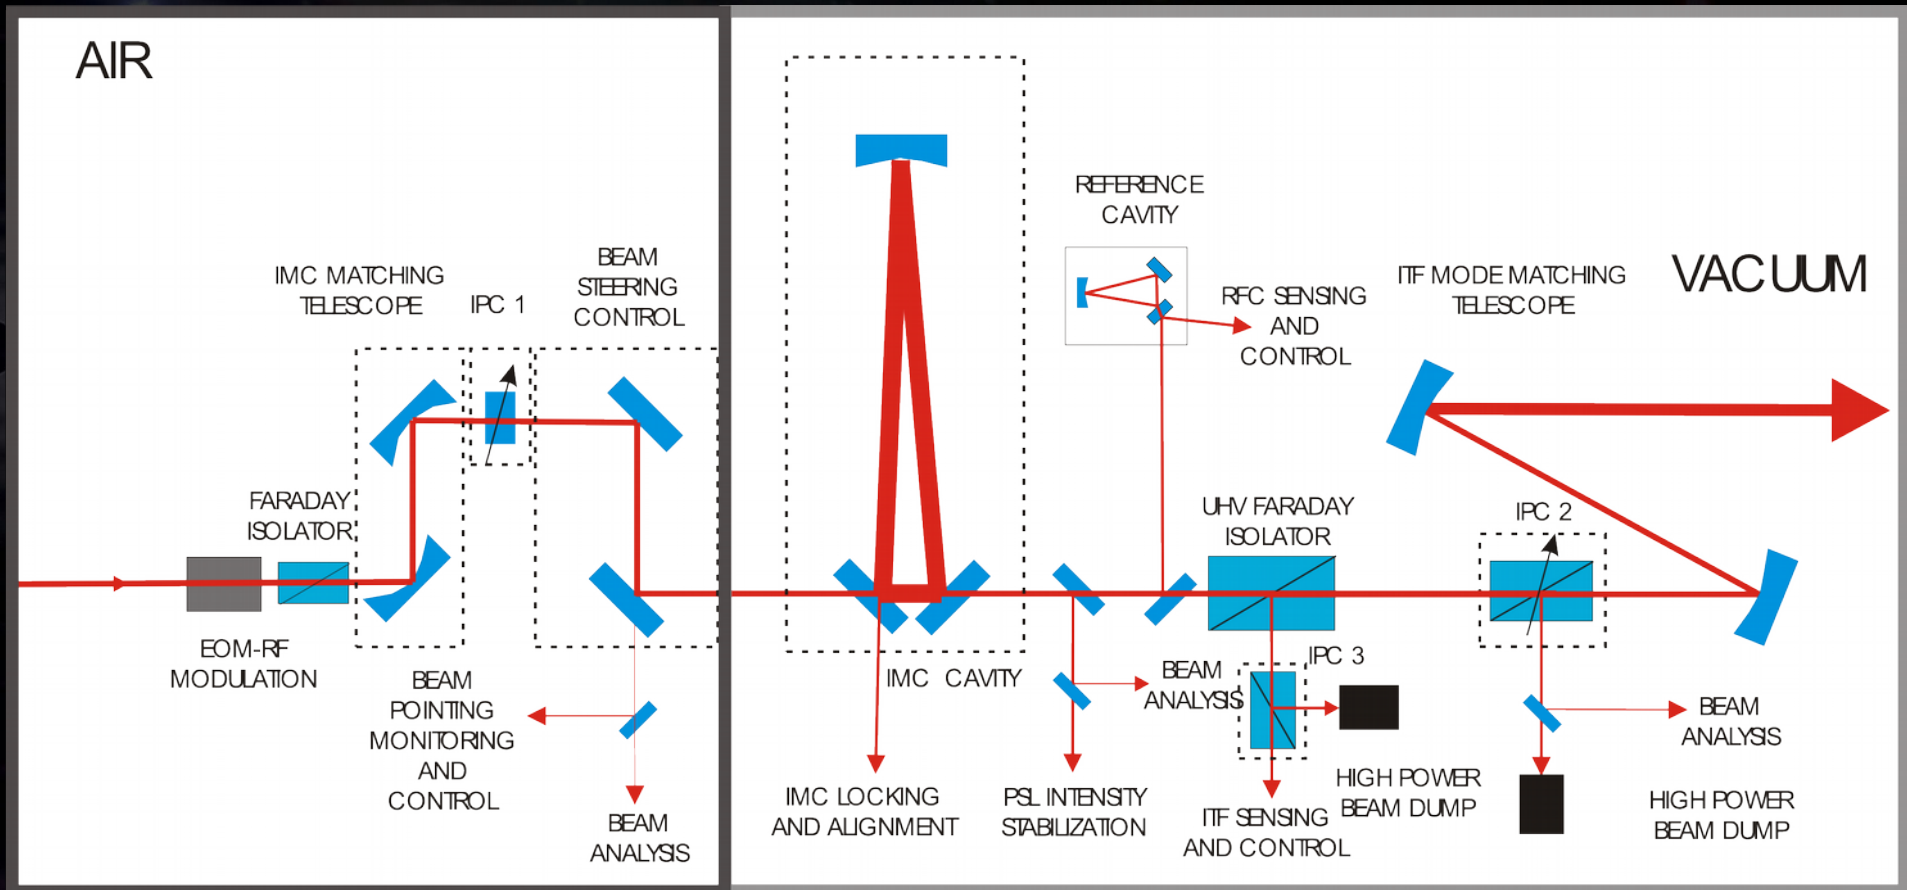 AIR
IMC MATCHING
TELESCOPE
IPC 1
BEAM
STEERING
CONTROL
FARADAY
ISOLATOR
EOM-RF
MODULATION
BEAM
POINTING
MONITORING
AND
CONTROL
BEAM
ANALYSIS
VACUUM
REFERENCE
CAVITY
RFC SENSING
AND
CONTROL
ITF MODE MATCHING
TELESCOPE
UHV FARADAY
ISOLATOR
IPC 2
IMC CAVITY
BEAM
ANALYSIS
IPC 3
IMC LOCKING
AND ALIGNMENT
PSL INTENSITY
STABILIZATION
ITF SENSING
AND CONTROL
HIGH POWER
BEAM DUMP
BEAM
ANALYSIS
HIGH POWER
BEAM DUMP